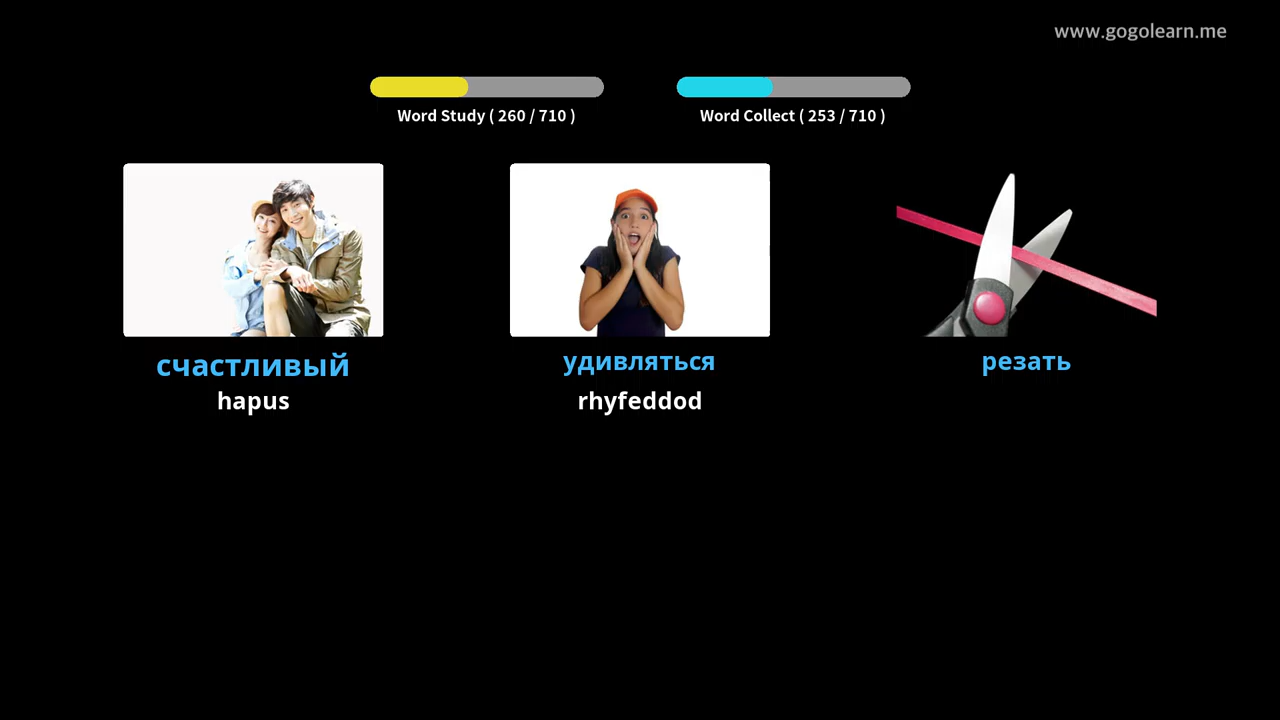 www.gogolearn.me
Word Study ( 260 / 710 )
Word Collect ( 253 / 710 )
счастливый
hapus
удивляться
rhyfeddod
резать